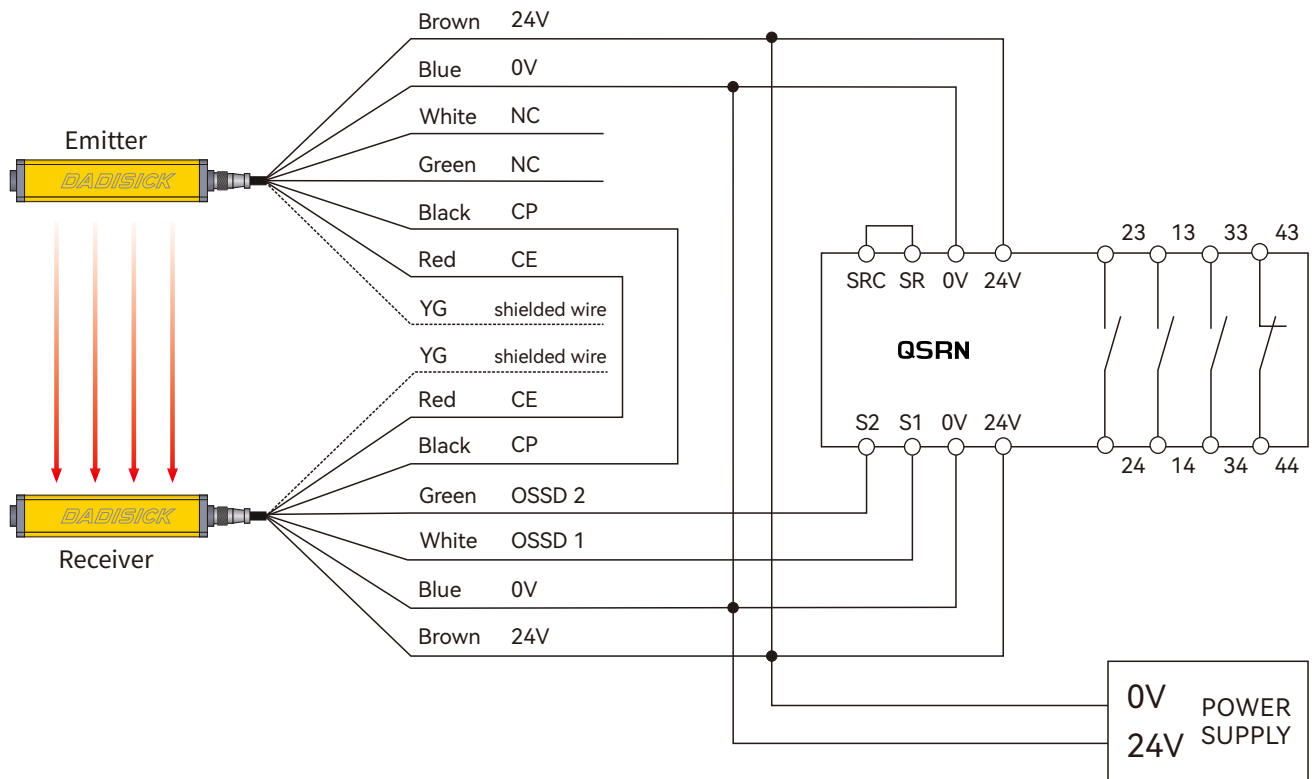 Brown 24V
Blue 0V
White NC
Emitter
Green NC
DADISICK
Black CP
Red CE
YG shielded wire
YG shielded wire
Red CE
Black CP
Green OSSD 2
DADISICK
White OSSD 1
Receiver
Blue 0V
Brown 24V
23 13 33 43
SRC SR 0V 24V
QSRN
S2 S1 0V 24V
24 14 34 44
0V
24V
POWER
SUPPLY